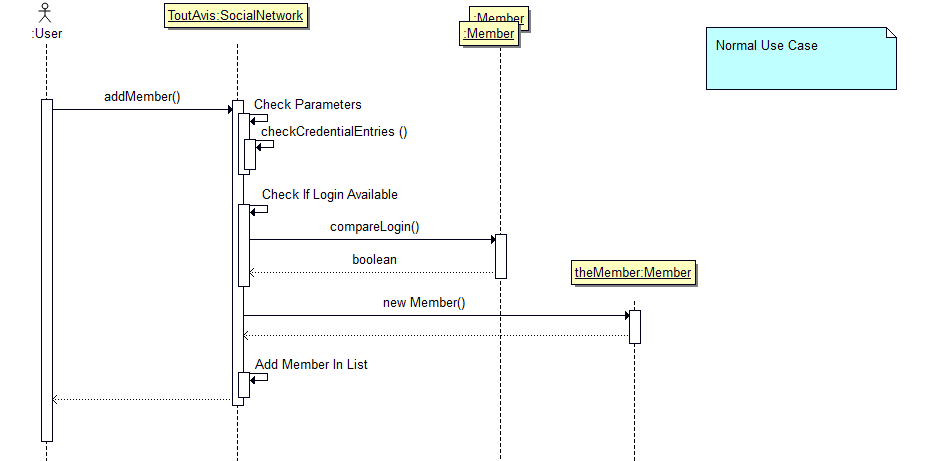 :User
ToutAvis:SocialNetwork
:Member
:Member
Normal Use Case
addMember()
Check Parameters
checkCredentialEntries ()
Check If Login Available
compareLogin()
boolean
theMember:Member
new Member()
Add Member In List